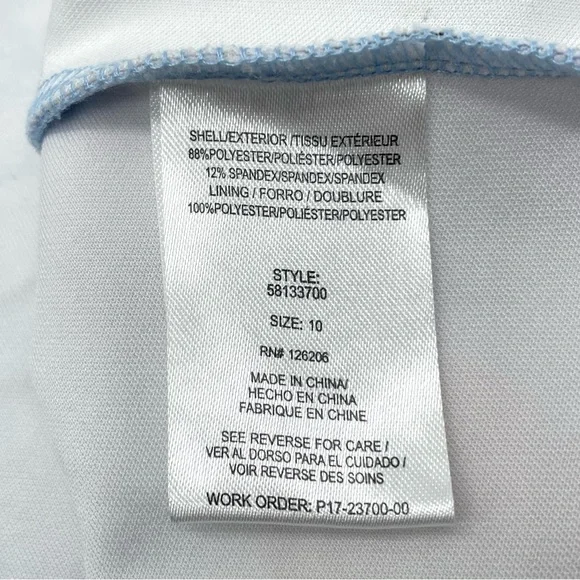 SHELL/EXTERIOR /TISSU EXTÉRIEUR
88%POLYESTER/POLIÉSTER/POLYESTER
12% SPANDEX/SPANDEX/SPANDEX
LINING / FORRO / DOUBLURE
100%POLYESTER/POLIÉSTER/POLYESTER
STYLE:
58133700
SIZE: 10
RN# 126206
MADE IN CHINA/
HECHO EN CHINA
FABRIQUE EN CHINE
SEE REVERSE FOR CARE /
VER AL DORSO PARA EL CUIDADO /
VOIR REVERSE DES SOINS
WORK ORDER: P17-23700-00